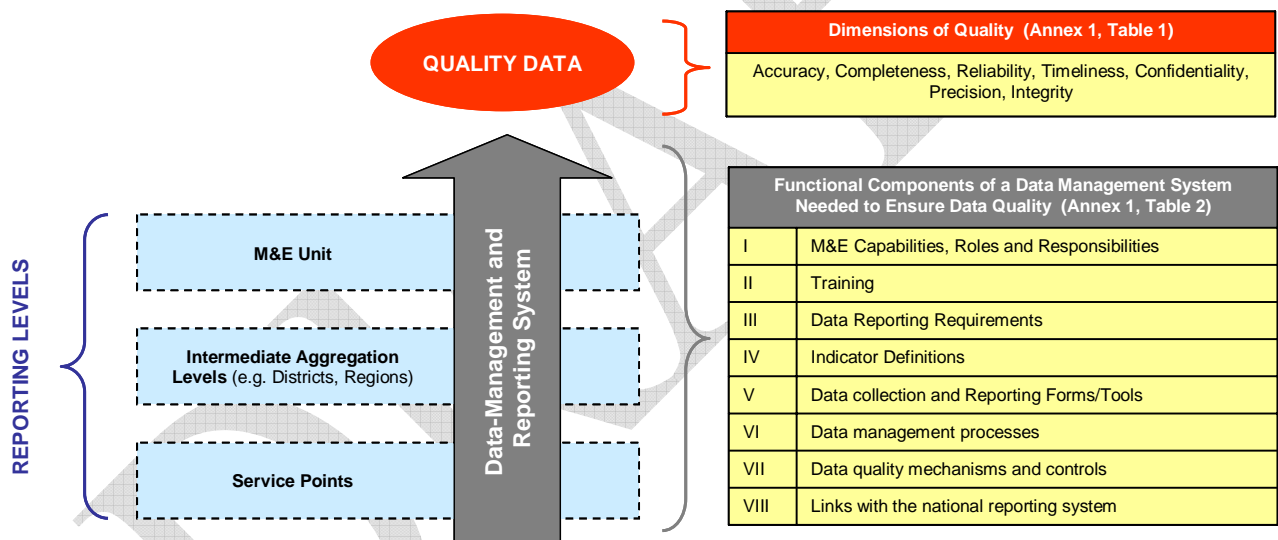 QUALITY DATA
Dimensions of Quality (Annex 1, Table 1)
Accuracy, Completeness, Reliability, Timeliness, Confidentiality,
Precision, Integrity
REPORTING LEVELS
M&E Unit
Intermediate Aggregation
Levels (e.g. Districts, Regions)
Service Points
Data-Management and
Reporting System
Functional Components of a Data Management System
Needed to Ensure Data Quality (Annex 1, Table 2)
I M&E Capabilities, Roles and Responsibilities
II Training
III Data Reporting Requirements
IV Indicator Definitions
V Data collection and Reporting Forms/Tools
VI Data management processes
VII Data quality mechanisms and controls
VIII Links with the national reporting system